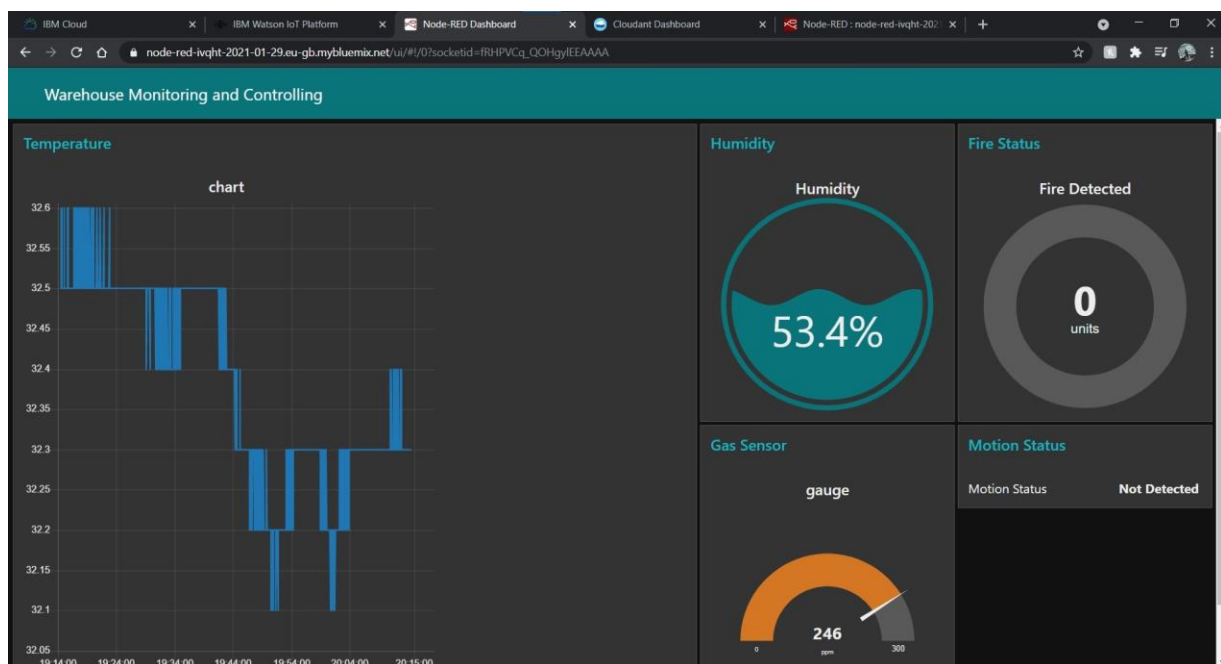 IBM Cloud
IBM Watson IoT Platform
Node-RED Dashboard
Cloudant Dashboard
Node-RED : node-red-ivqht-202
node-red-ivqht-2021-01-29.eu-gb.mybluemix.net/ui/#!/0?socketid=fRHPVCq_QOHgylEEAAAA
Warehouse Monitoring and Controlling
Temperature
chart
32.6
32.55
32.5
32.45
32.4
32.35
32.3
32.25
32.2
32.15
32.1
32.05
19:14:00 19:24:00 19:34:00 19:44:00 19:54:00 20:04:00 20:15:00
Humidity
Humidity
53.4%
Fire Status
Fire Detected
0
units
Gas Sensor
gauge
246
ppm
0 300
Motion Status
Motion Status Not Detected